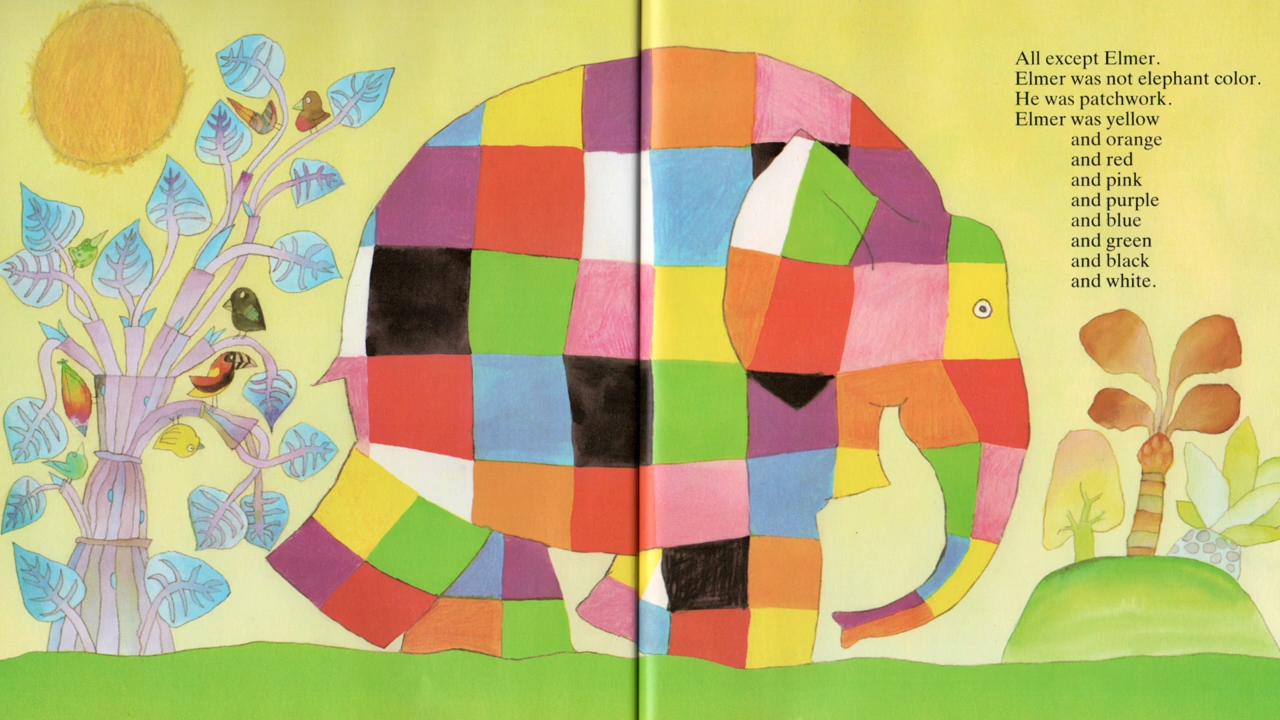 All except Elmer.
Elmer was not elephant color.
He was patchwork.
Elmer was yellow
and orange
and red
and pink
and purple
and blue
and green
and black
and white.